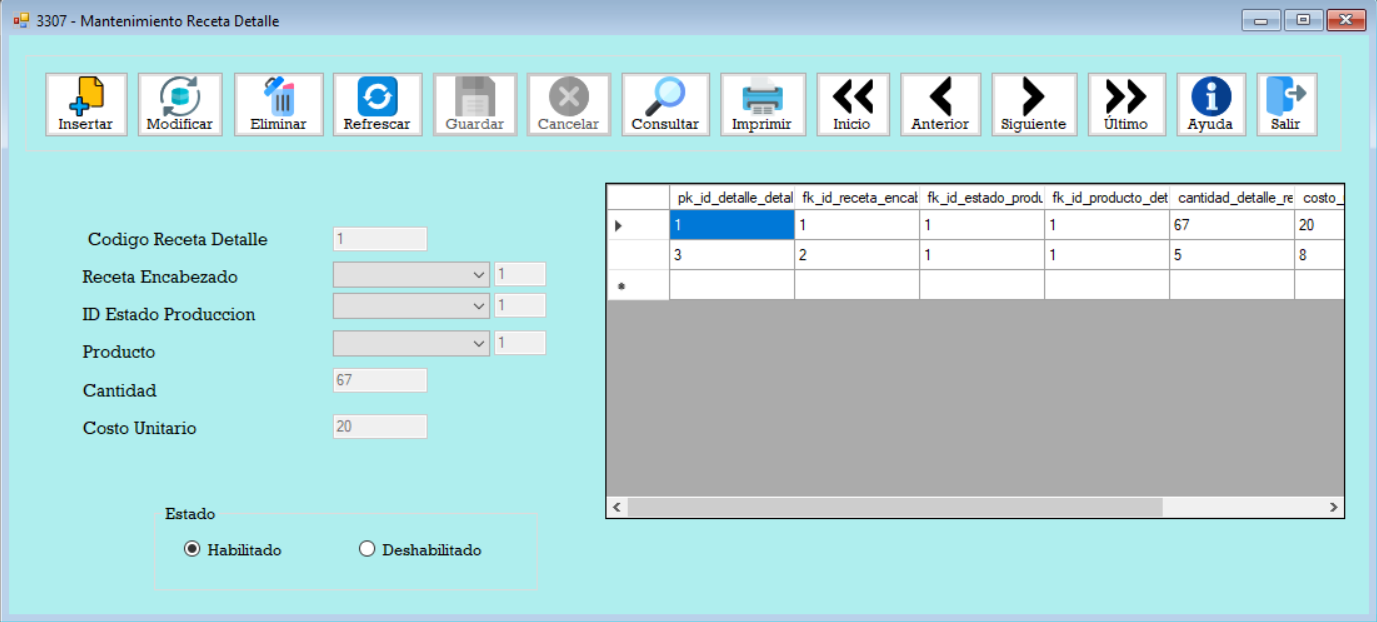 3307 - Mantenimiento Receta Detalle
Insertar Modificar Eliminar Refrescar Guardar Cancelar Consultar Imprimir Inicio Anterior Siguiente Último Ayuda Salir
pk_id_detalle_detal fk_id_receta_encab fk_id_estado_produ fk_id_producto_det cantidad_detalle_re costo_
1 1 1 1 67 20
3 2 1 1 5 8
Codigo Receta Detalle 1
Receta Encabezado 1
ID Estado Produccion 1
Producto 1
Cantidad 67
Costo Unitario 20
Estado
Habilitado Deshabilitado